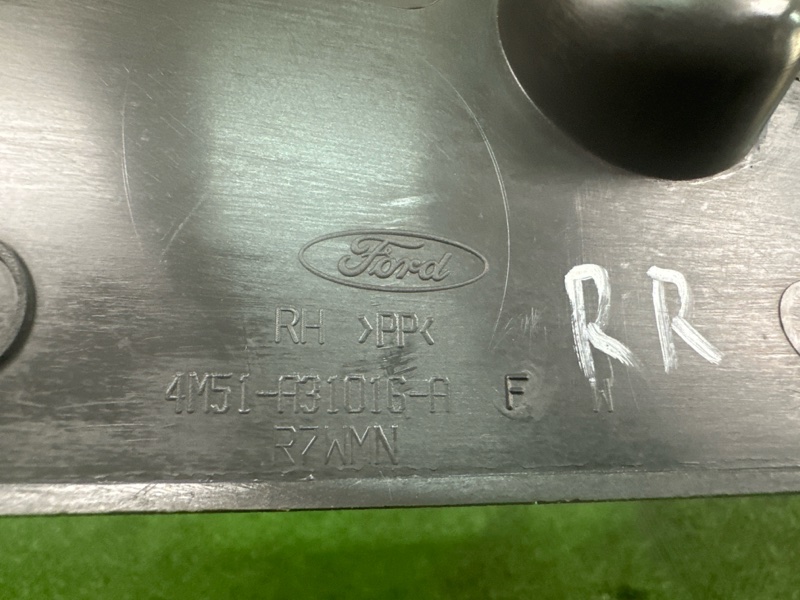 Ford
RH >PP<
RR
4M51-A31016-A F W
R7WMN